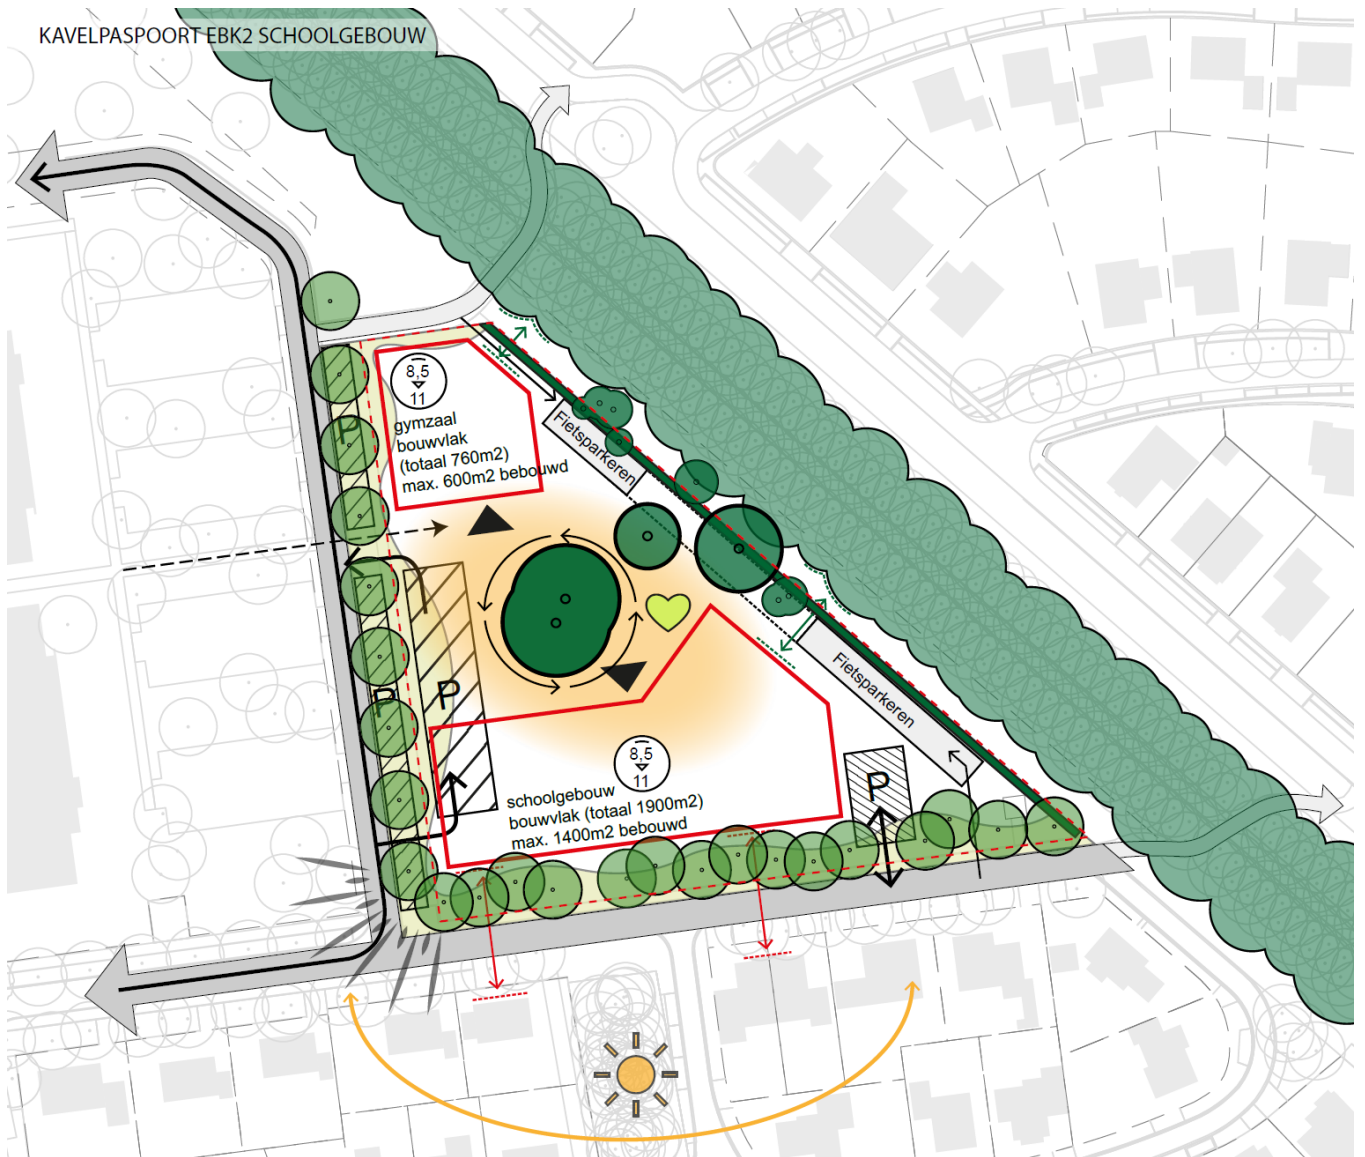 KAVELPASPOORT EBK2 SCHOOLGEBOUW
8,5
11
gymzaal
bouwvlak
(totaal 760m2)
max. 600m2 bebouwd
Fietsparkeren
P
P
P
Fietsparkeren
8,5
11
schoolgebouw
bouwvlak (totaal 1900m2)
max. 1400m2 bebouwd
P